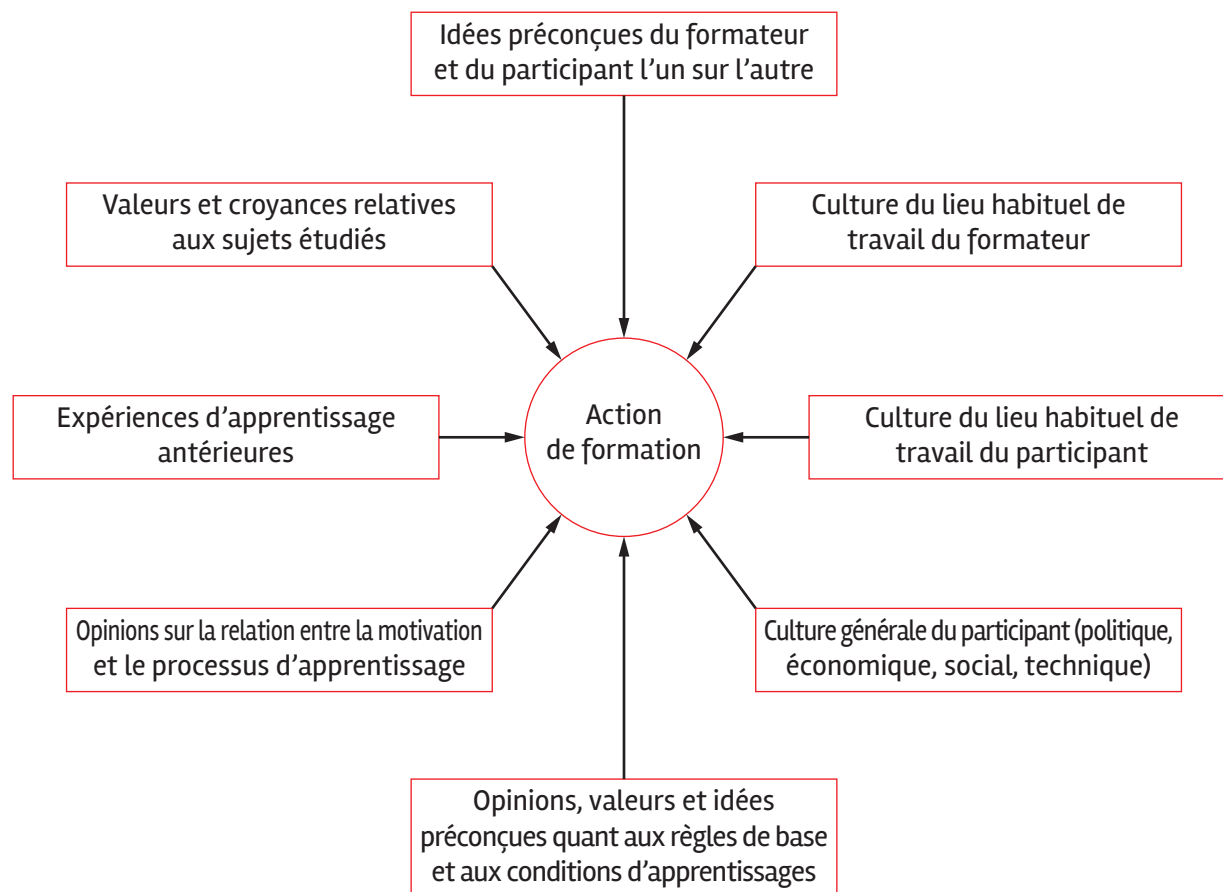 Idées préconçues du formateur
et du participant l’un sur l’autre
Valeurs et croyances relatives
aux sujets étudiés
Culture du lieu habituel de
travail du formateur
Expériences d’apprentissage
antérieures
Action
de formation
Culture du lieu habituel de
travail du participant
Opinions sur la relation entre la motivation
et le processus d’apprentissage
Culture générale du participant (politique,
économique, social, technique)
Opinions, valeurs et idées
préconçues quant aux règles de base
et aux conditions d’apprentissages